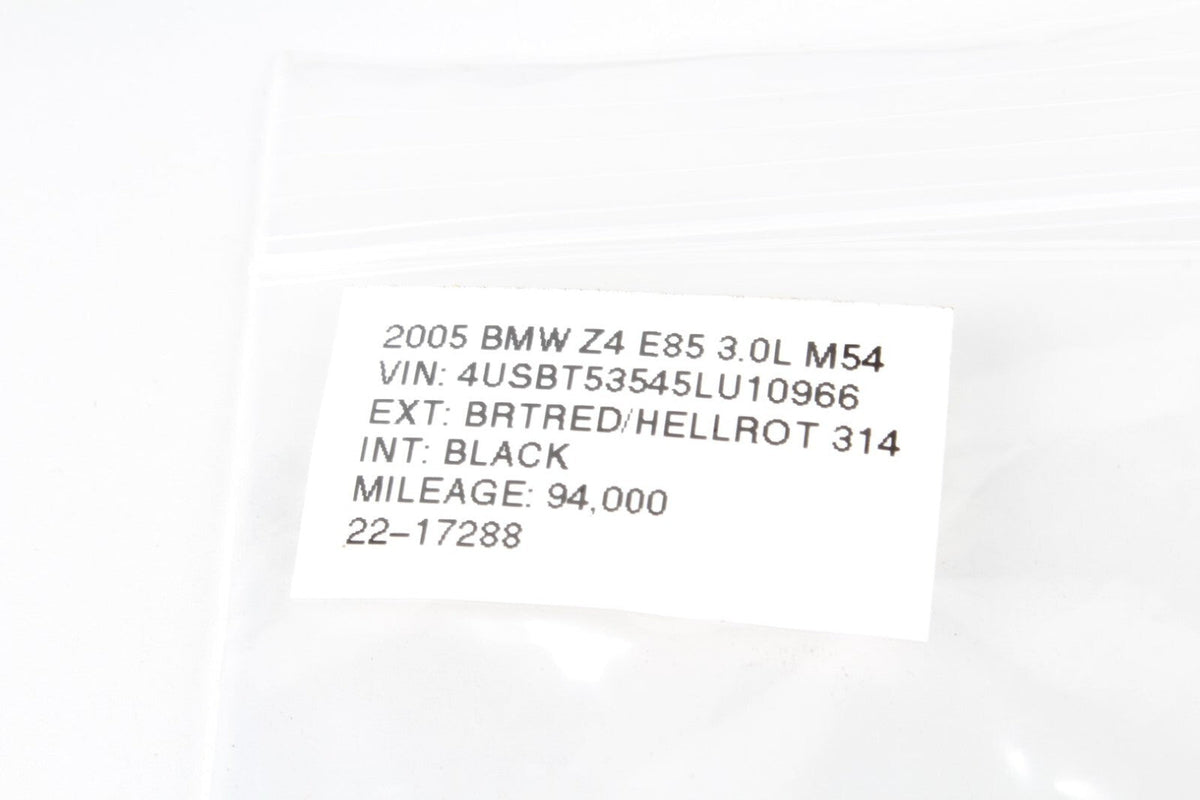 2005 BMW Z4 E85 3.0L M54
VIN: 4USBT53545LU10966
EXT: BRTRED/HELLROT 314
INT: BLACK
MILEAGE: 94,000
22-17288